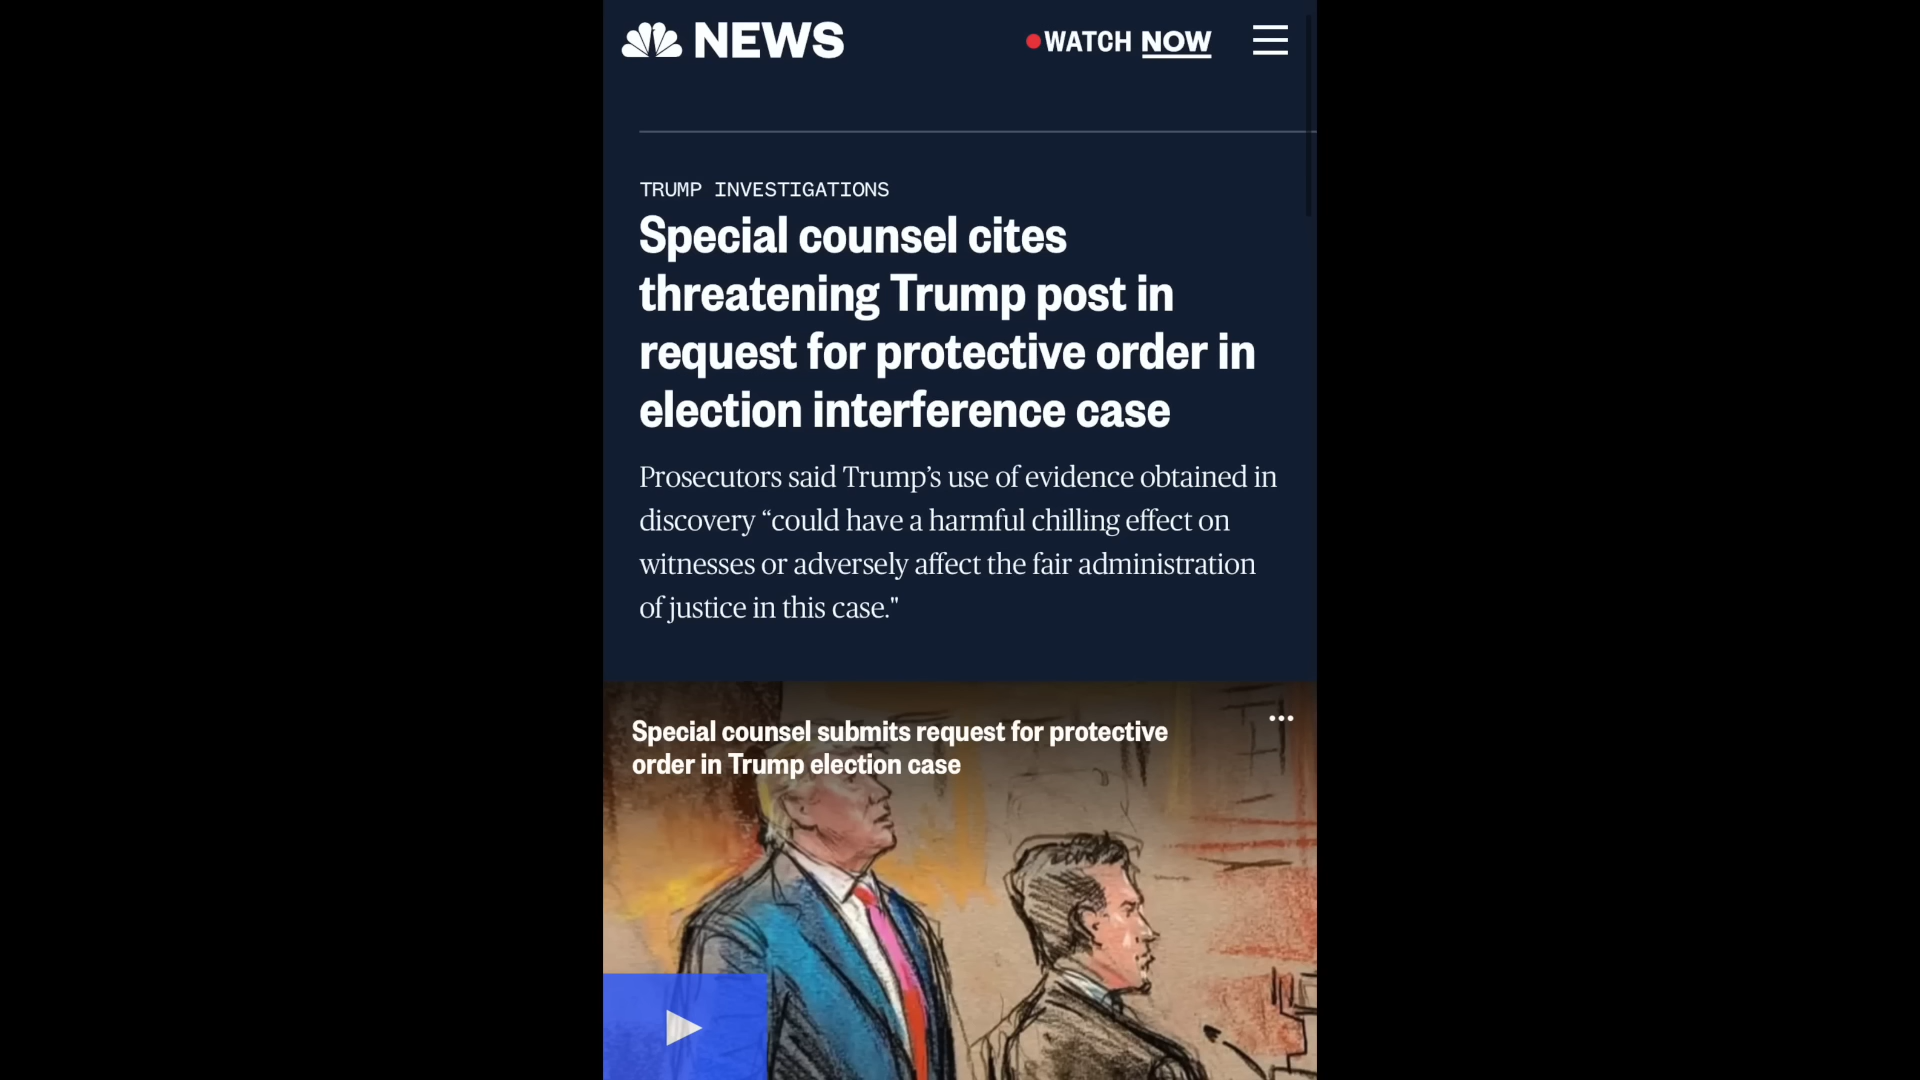 NEWS
WATCH NOW
TRUMP INVESTIGATIONS
Special counsel cites
threatening Trump post in
request for protective order in
election interference case
Prosecutors said Trump’s use of evidence obtained in
discovery “could have a harmful chilling effect on
witnesses or adversely affect the fair administration
of justice in this case."
Special counsel submits request for protective
order in Trump election case